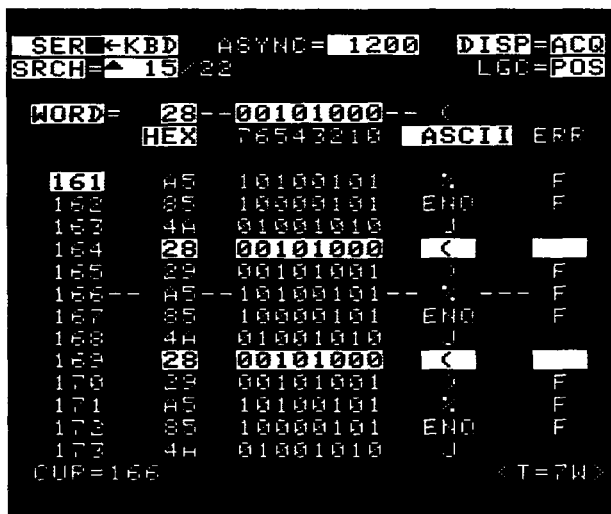 SER ←KBD ASYNC= 1200 DISP=ACQ
SRCH=▲ 15/22 LGC=POS
WORD= 28--00101000-- (
HEX 76543210 ASCII ERR
161 A5 10100101 % F
162 85 10000101 ENQ F
163 4A 01001010 J
164 28 00101000 (
165 29 00101001 ) F
166-- A5--10100101-- % --- F
167 85 10000101 ENQ F
168 4A 01001010 J
169 28 00101000 (
170 29 00101001 ) F
171 A5 10100101 % F
172 85 10000101 ENQ F
173 4A 01001010 J
CUR=166 <T=7W>